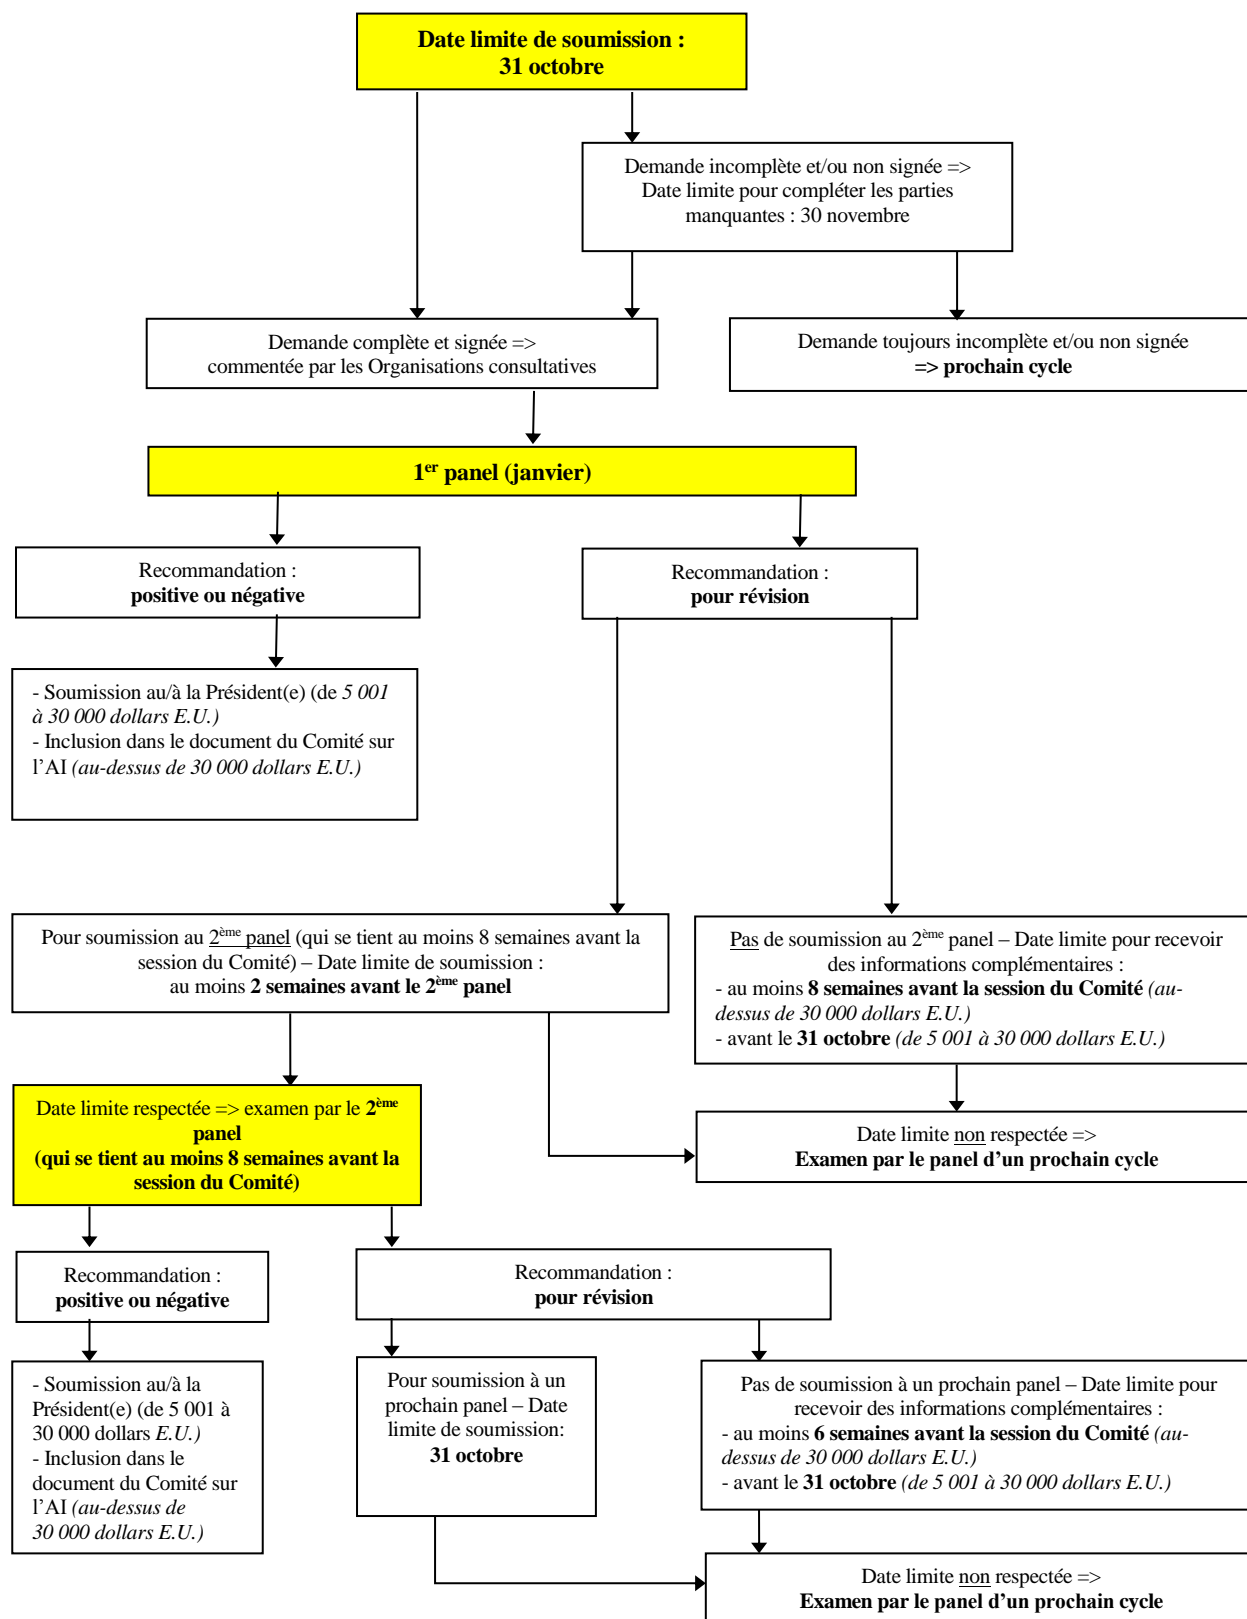 Date limite de soumission :
31 octobre
Demande incomplète et/ou non signée =>
Date limite pour compléter les parties
manquantes : 30 novembre
Demande complète et signée =>
commentée par les Organisations consultatives
Demande toujours incomplète et/ou non signée
=> prochain cycle
1er panel (janvier)
Recommandation :
positive ou négative
Recommandation :
pour révision
- Soumission au/à la Président(e) (de 5 001
à 30 000 dollars E.U.)
- Inclusion dans le document du Comité sur
l’AI (au-dessus de 30 000 dollars E.U.)
Pour soumission au 2ème panel (qui se tient au moins 8 semaines avant la
session du Comité) – Date limite de soumission :
au moins 2 semaines avant le 2ème panel
Pas de soumission au 2ème panel – Date limite pour recevoir
des informations complémentaires :
- au moins 8 semaines avant la session du Comité (au-
dessus de 30 000 dollars E.U.)
- avant le 31 octobre (de 5 001 à 30 000 dollars E.U.)
Date limite respectée => examen par le 2ème
panel
(qui se tient au moins 8 semaines avant la
session du Comité)
Date limite non respectée =>
Examen par le panel d’un prochain cycle
Recommandation :
positive ou négative
Recommandation :
pour révision
- Soumission au/à la
Président(e) (de 5 001 à
30 000 dollars E.U.)
- Inclusion dans le
document du Comité sur
l’AI (au-dessus de
30 000 dollars E.U.)
Pour soumission à un
prochain panel – Date
limite de soumission:
31 octobre
Pas de soumission à un prochain panel – Date limite pour
recevoir des informations complémentaires :
- au moins 6 semaines avant la session du Comité (au-
dessus de 30 000 dollars E.U.)
- avant le 31 octobre (de 5 001 à 30 000 dollars E.U.)
Date limite non respectée =>
Examen par le panel d’un prochain cycle